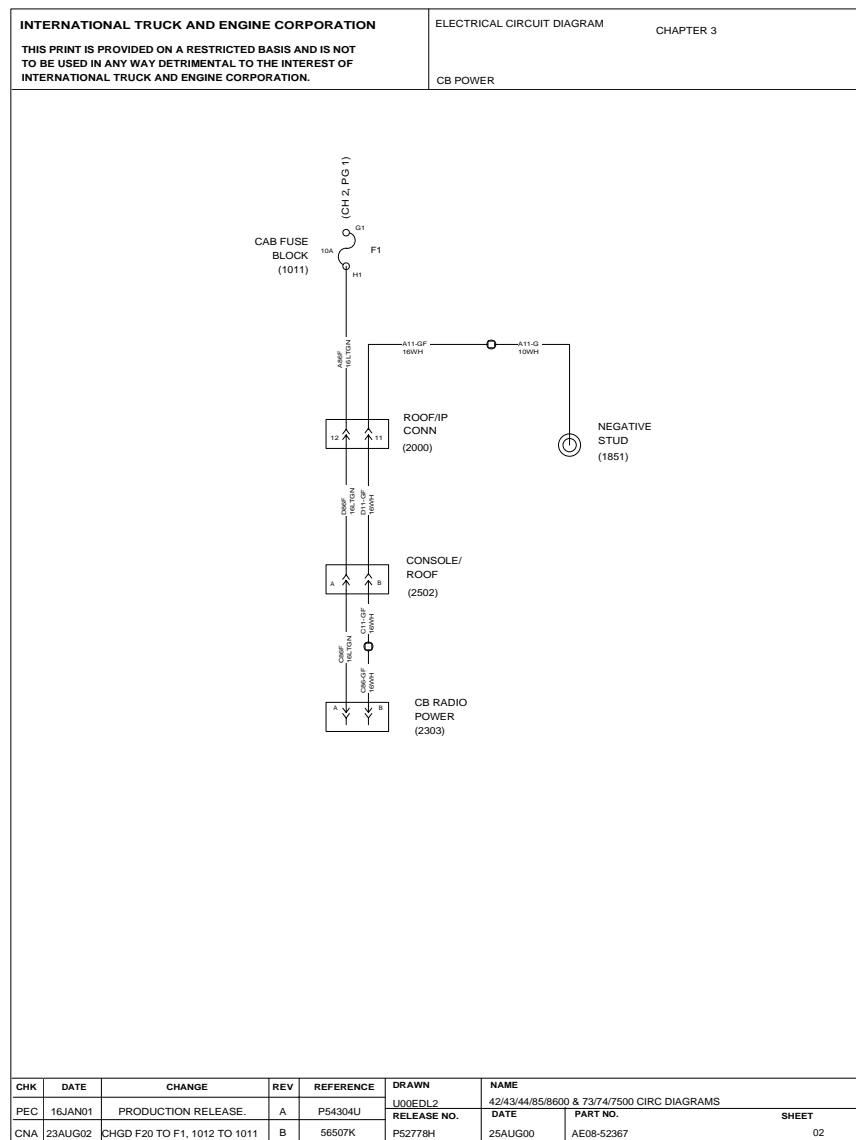 INTERNATIONAL TRUCK AND ENGINE CORPORATION
THIS PRINT IS PROVIDED ON A RESTRICTED BASIS AND IS NOT
TO BE USED IN ANY WAY DETRIMENTAL TO THE INTEREST OF
INTERNATIONAL TRUCK AND ENGINE CORPORATION.
ELECTRICAL CIRCUIT DIAGRAM
CHAPTER 3
CB POWER
(CH 2, PG 1)
G1
CAB FUSE
BLOCK
(1011)
10A
F1
H1
A86F
16LTGN
A11-GF
16WH
A11-G
10WH
ROOF/IP
CONN
(2000)
12
11
NEGATIVE
STUD
(1851)
D86F
16LTGN
D11-GF
16WH
CONSOLE/
ROOF
(2502)
A
B
C11-GF
16WH
C86F
16LTGN
C86-GF
16WH
CB RADIO
POWER
(2303)
A
B
CHK DATE CHANGE REV REFERENCE DRAWN NAME
U00EDL2 42/43/44/85/8600 & 73/74/7500 CIRC DIAGRAMS
PEC 16JAN01 PRODUCTION RELEASE. A P54304U RELEASE NO. DATE PART NO. SHEET
CNA 23AUG02 CHGD F20 TO F1, 1012 TO 1011 B 56507K P52778H 25AUG00 AE08-52367 02